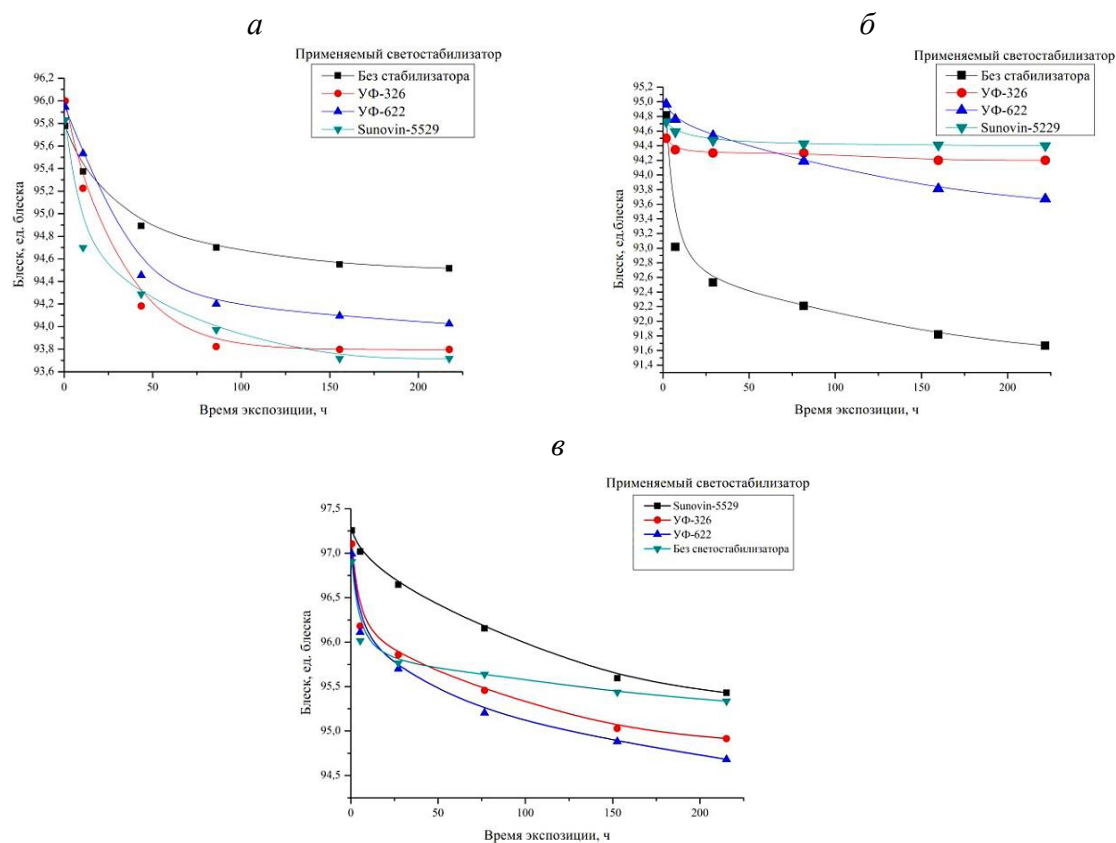 а
Применяемый светостабилизатор
Без стабилизатора
УФ-326
УФ-622
Sunovin-5529
96,2
96,0
95,8
95,6
95,4
95,2
95,0
94,8
94,6
94,4
94,2
94,0
93,8
93,6
Блеск, ед. блеска
0
50
100
150
200
Время экспозиции, ч
б
Применяемый светостабилизатор
Без стабилизатора
УФ-326
УФ-622
Sunovin-5229
95,2
95,0
94,8
94,6
94,4
94,2
94,0
93,8
93,6
93,4
93,2
93,0
92,8
92,6
92,4
92,2
92,0
91,8
91,6
91,4
Блеск, ед.блеска
0
50
100
150
200
Время экспозиции, ч
в
Применяемый светостабилизатор
Sunovin-5529
УФ-326
УФ-622
Без светостабилизатора
97,5
97,0
96,5
96,0
95,5
95,0
94,5
Блеск, ед. блеска
0
50
100
150
200
Время экспозиции, ч